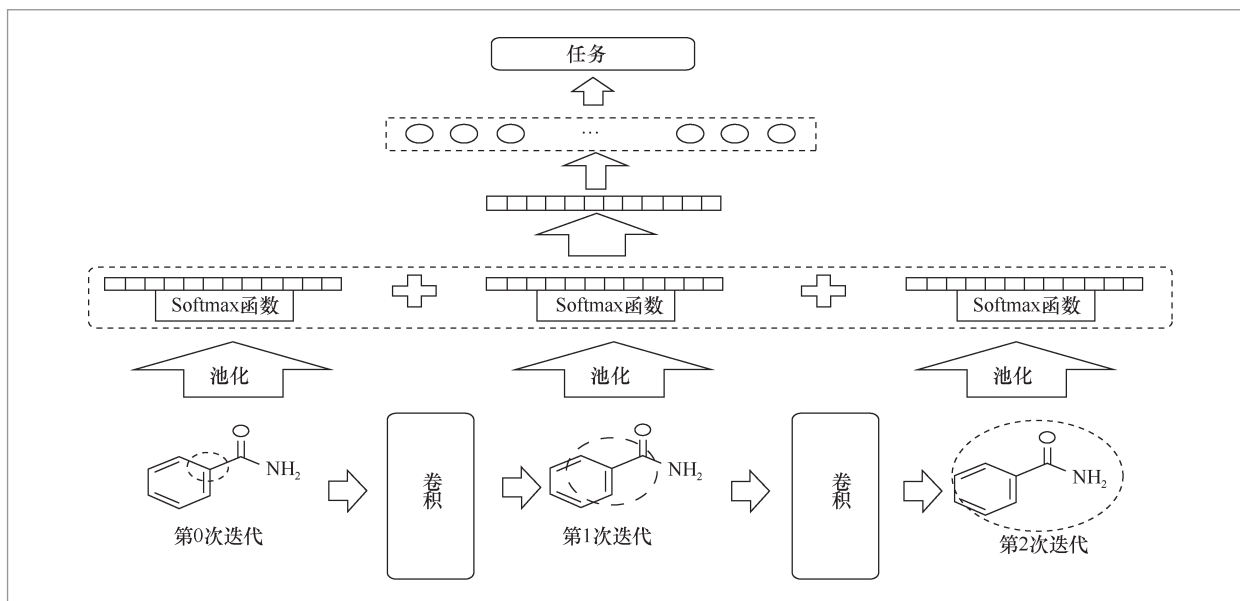 任务
...
Softmax函数
Softmax函数
Softmax函数
池化
池化
池化
O
NH₂
第0次迭代
卷积
O
NH₂
第1次迭代
卷积
O
NH₂
第2次迭代